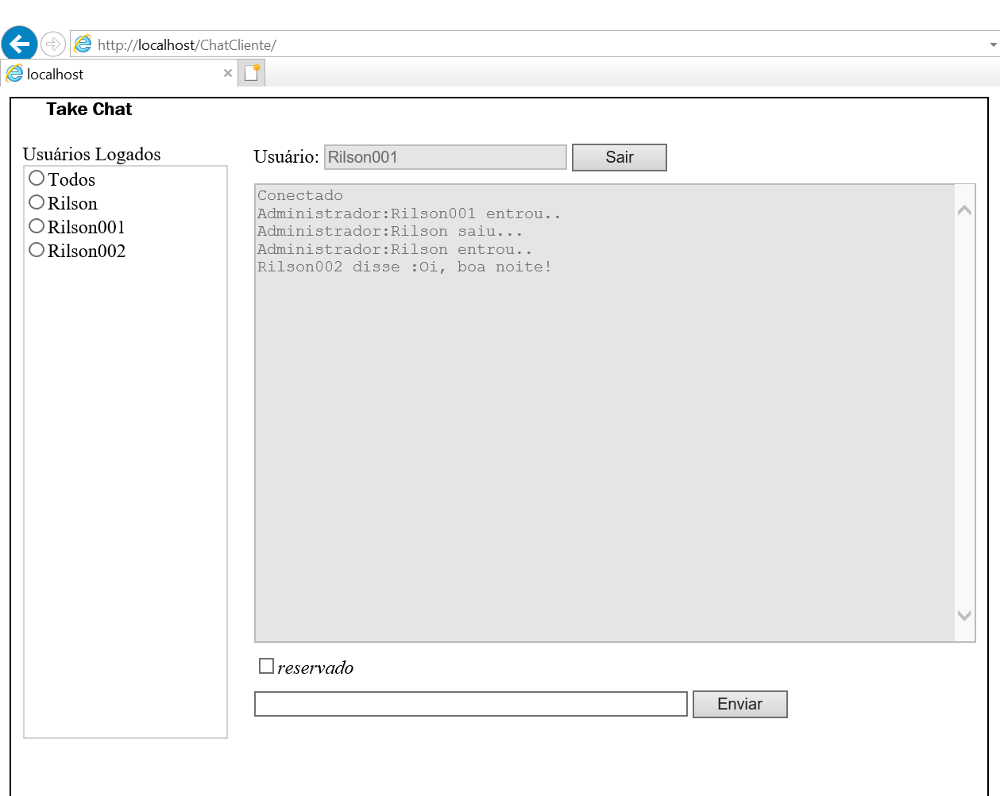 http://localhost/ChatCliente/
localhost
Take Chat
Usuários Logados
Todos
Rilson
Rilson001
Rilson002
Usuário: Rilson001 Sair
Conectado
Administrador:Rilson001 entrou..
Administrador:Rilson saiu...
Administrador:Rilson entrou..
Rilson002 disse :Oi, boa noite!
reservado
Enviar